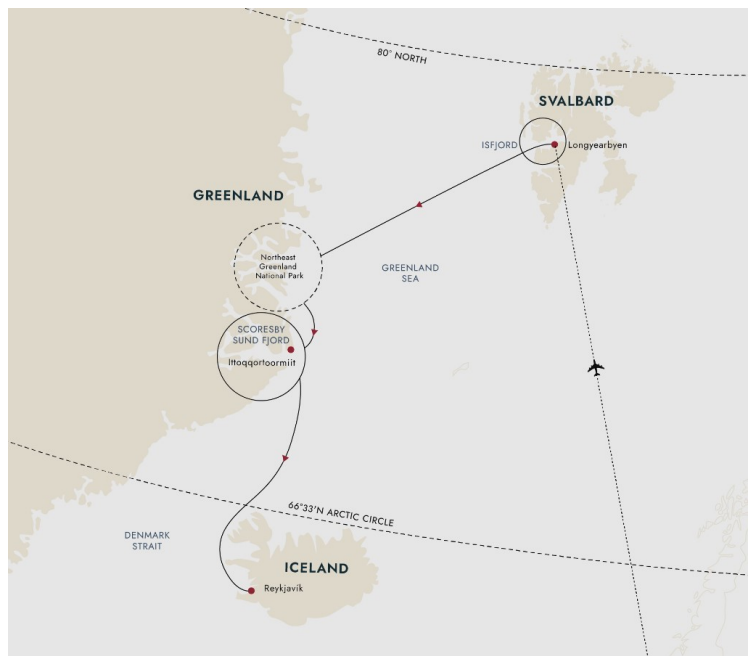 80° NORTH
SVALBARD
ISFJORD
Longyearbyen
GREENLAND
Northeast
Greenland
National Park
GREENLAND
SEA
SCORESBY
SUND FJORD
Ittoqqortoormiit
66°33'N ARCTIC CIRCLE
DENMARK
STRAIT
ICELAND
Reykjavík